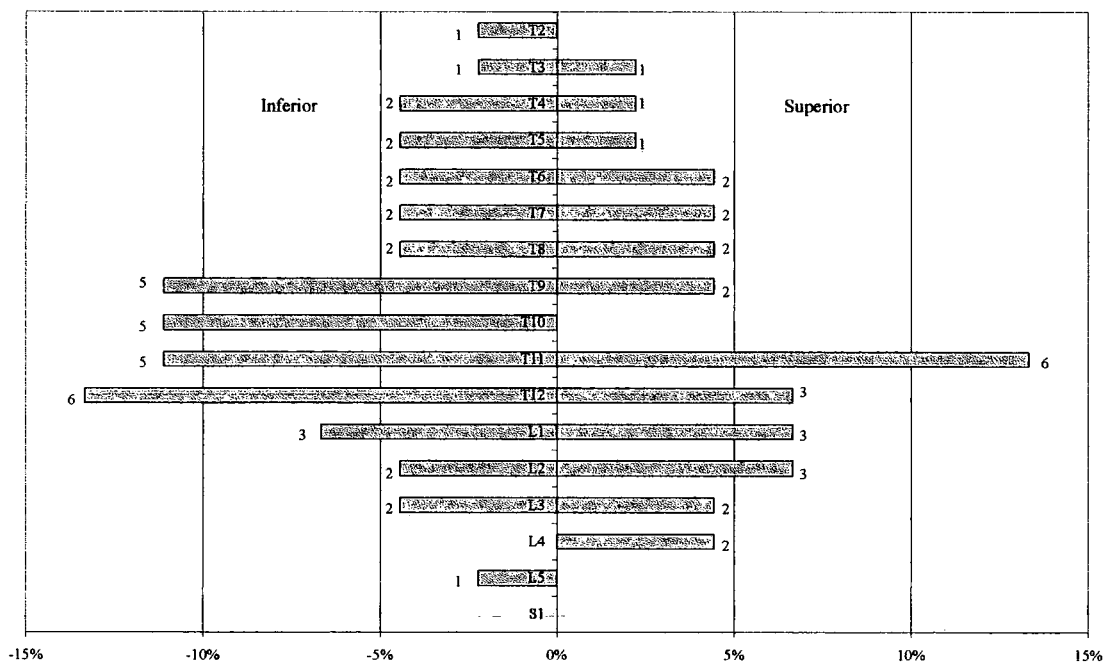 1 T2
1 T3 1
Inferior 2 T4 1 Superior
2 T5 1
2 T6 2
2 T7 2
2 T8 2
5 T9 2
5 T10
5 T11 6
6 T12 3
3 L1 3
2 L2 3
2 L3 2
L4 2
1 L5
S1
-15% -10% -5% 0% 5% 10% 15%